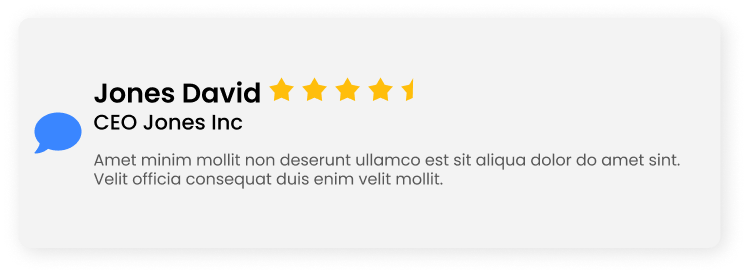 Jones David
CEO Jones Inc
Amet minim mollit non deserunt ullamco est sit aliqua dolor do amet sint.
Velit officia consequat duis enim velit mollit.